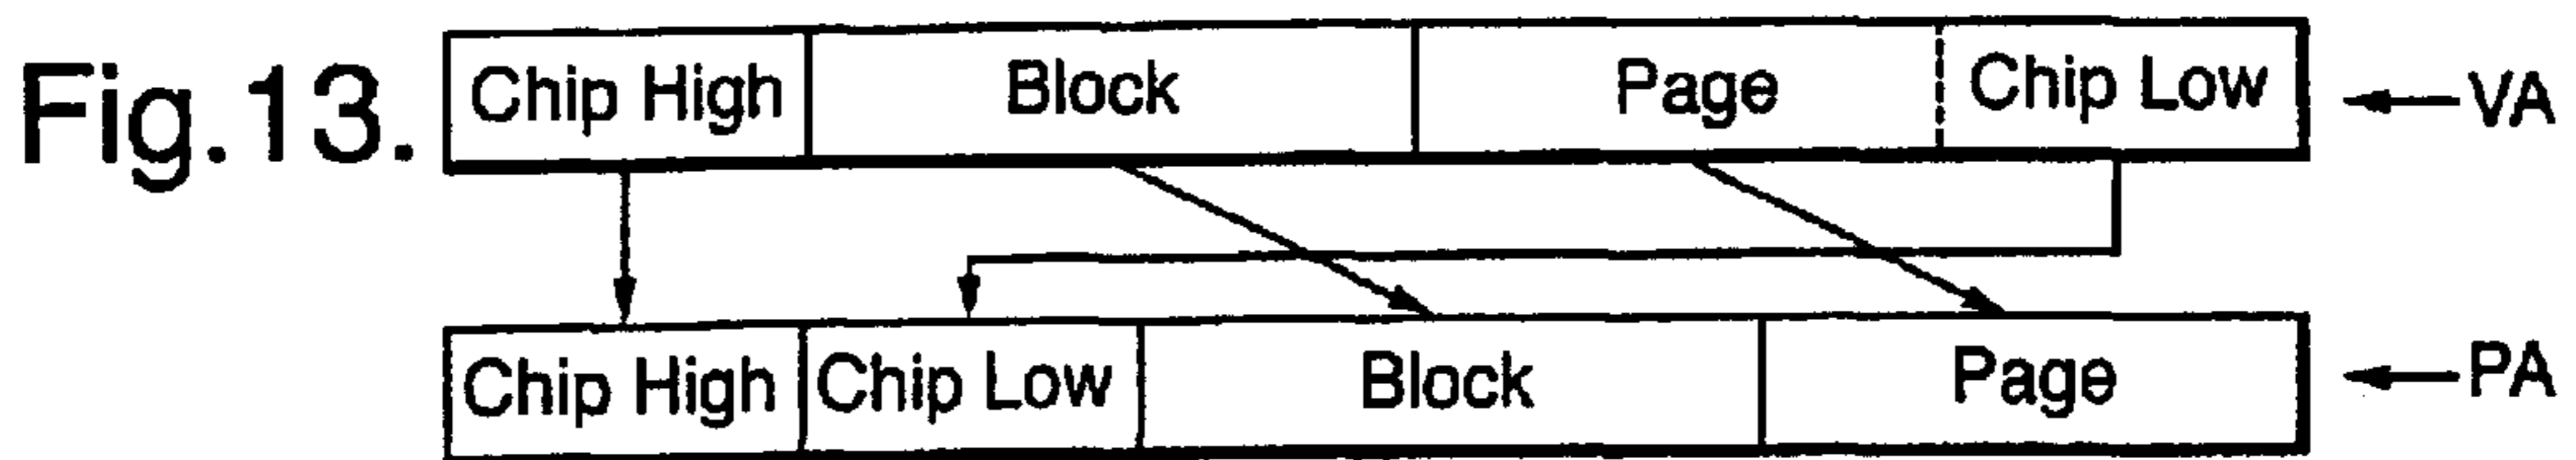 Fig.13.
Chip High Block Page Chip Low VA
Chip High Chip Low Block Page PA